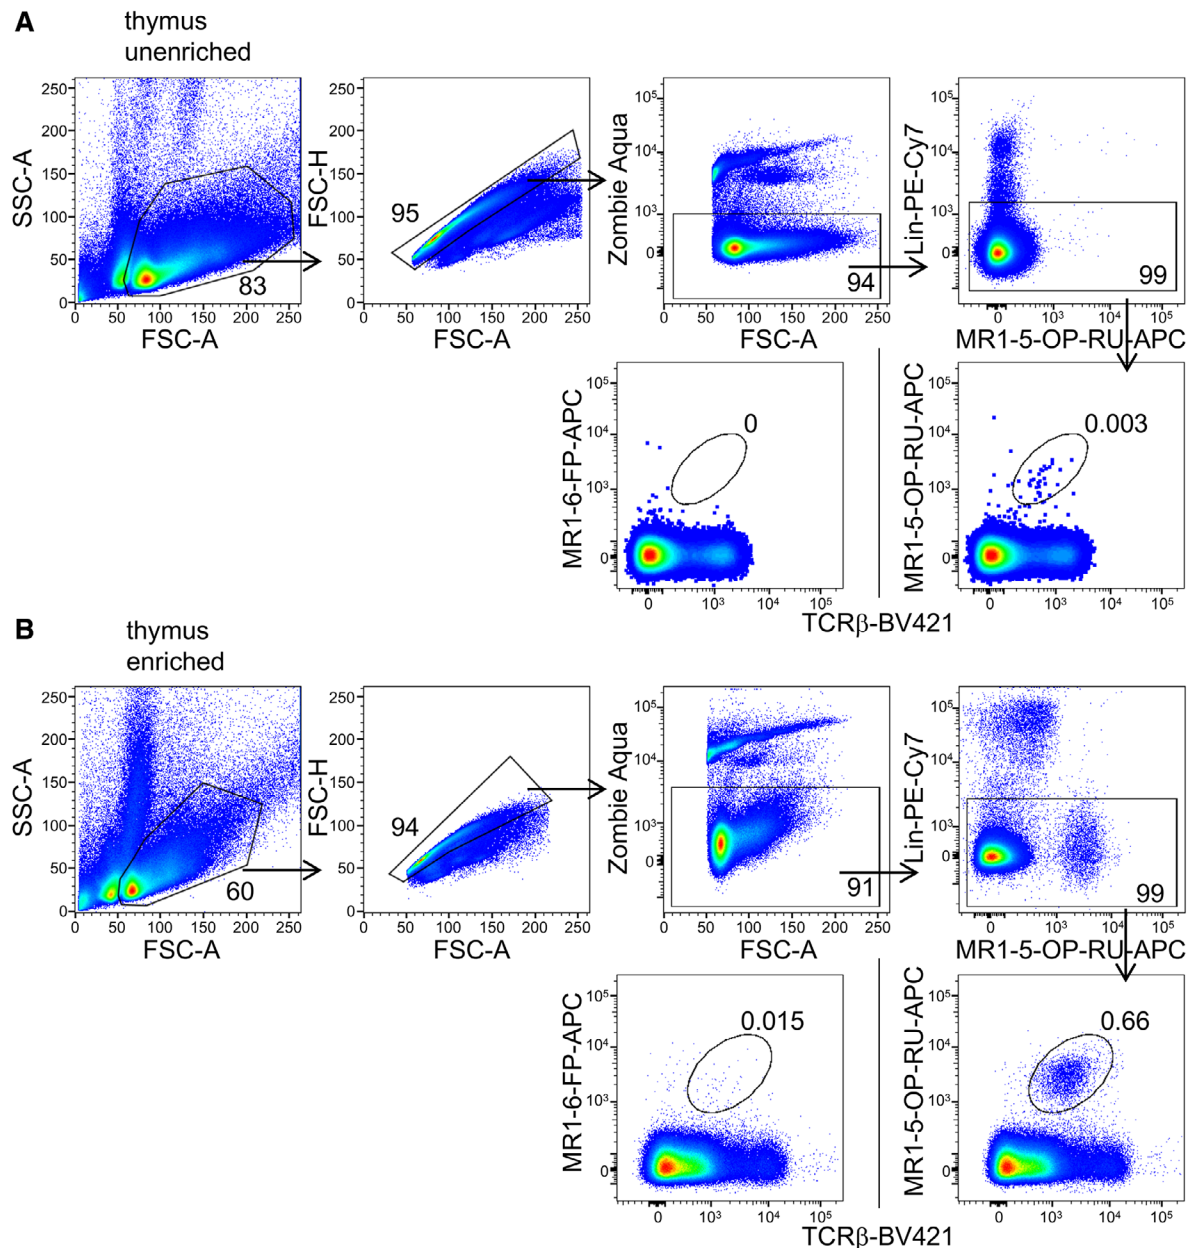 A
thymus
unenriched
SSC-A
250
200
150
100
50
0
83
0 50 100 150 200 250
FSC-A
FSC-H
250
200
150
100
50
0
95
0 50 100 150 200 250
FSC-A
Zombie Aqua
10⁵
10⁴
10³
0
94
0 50 100 150 200 250
FSC-A
Lin-PE-Cy7
10⁵
10⁴
10³
0
99
0 10³ 10⁴ 10⁵
MR1-5-OP-RU-APC
MR1-6-FP-APC
10⁵
10⁴
10³
0
0
0 10³ 10⁴ 10⁵
MR1-5-OP-RU-APC
10⁵
10⁴
10³
0
0.003
0 10³ 10⁴ 10⁵
TCRβ-BV421
B
thymus
enriched
SSC-A
250
200
150
100
50
0
60
0 50 100 150 200 250
FSC-A
FSC-H
250
200
150
100
50
0
94
0 50 100 150 200 250
FSC-A
Zombie Aqua
10⁵
10⁴
10³
0
91
0 50 100 150 200 250
FSC-A
Lin-PE-Cy7
10⁵
10⁴
10³
0
99
0 10³ 10⁴ 10⁵
MR1-5-OP-RU-APC
MR1-6-FP-APC
10⁵
10⁴
10³
0
0.015
0 10³ 10⁴ 10⁵
MR1-5-OP-RU-APC
10⁵
10⁴
10³
0
0.66
0 10³ 10⁴ 10⁵
TCRβ-BV421